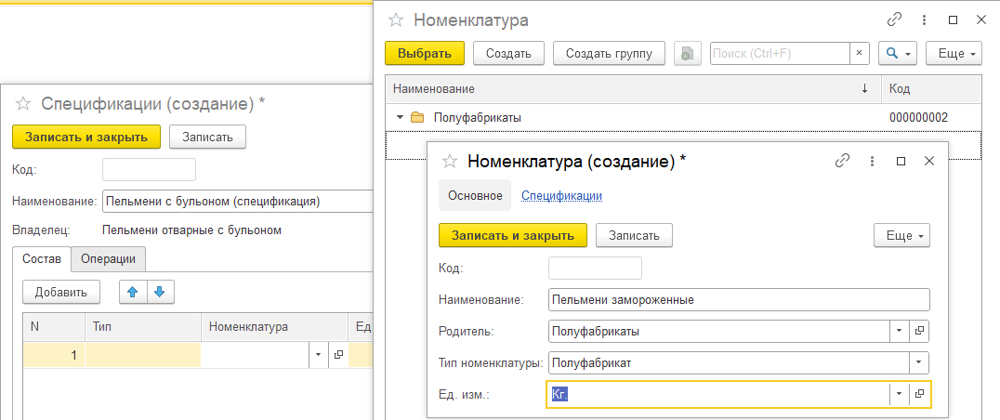 Номенклатура
Выбрать
Создать
Создать группу
Поиск (Ctrl+F)
×
Еще
Наименование ↓ Код
Полуфабрикаты 000000002
Спецификации (создание) *
Записать и закрыть
Записать
Код:
Наименование: Пельмени с бульоном (спецификация)
Владелец: Пельмени отварные с бульоном
Состав Операции
Добавить
N Тип Номенклатура Ед
1
Номенклатура (создание) *
Основное Спецификации
Записать и закрыть
Записать
Еще
Код:
Наименование: Пельмени замороженные
Родитель: Полуфабрикаты
Тип номенклатуры: Полуфабрикат
Ед. изм.: Кг.